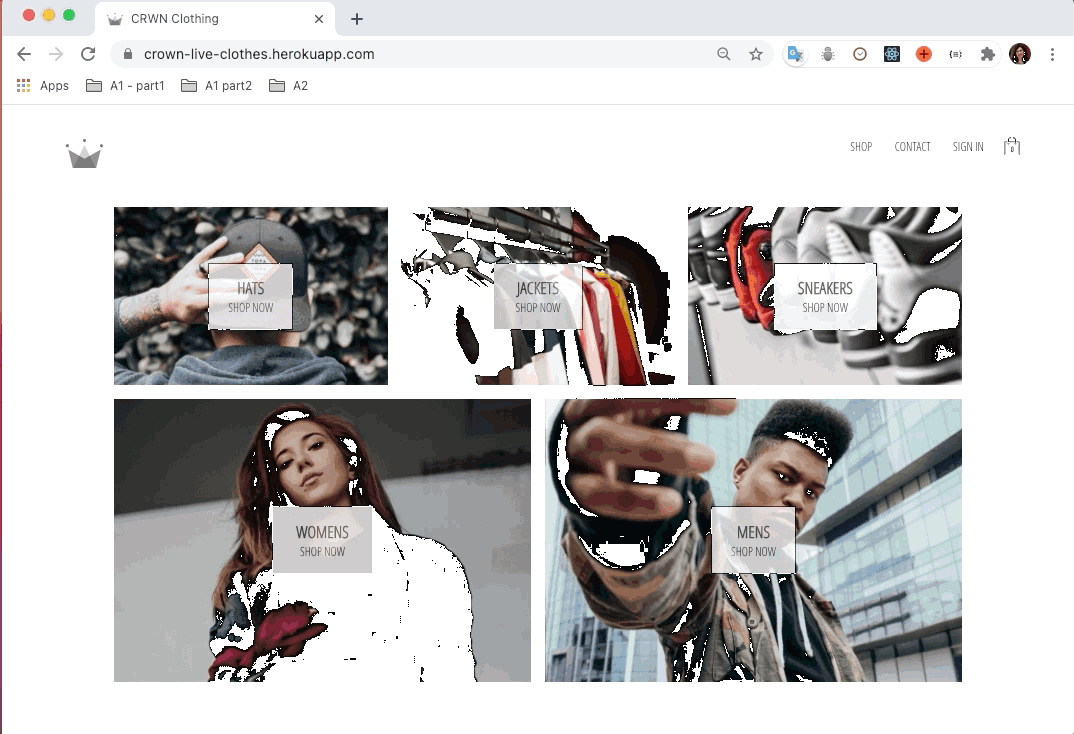 CRWN Clothing
crown-live-clothes.herokuapp.com
Apps
A1 - part1
A1 part2
A2
SHOP
CONTACT
SIGN IN
0
HATS
SHOP NOW
JACKETS
SHOP NOW
SNEAKERS
SHOP NOW
WOMENS
SHOP NOW
MENS
SHOP NOW